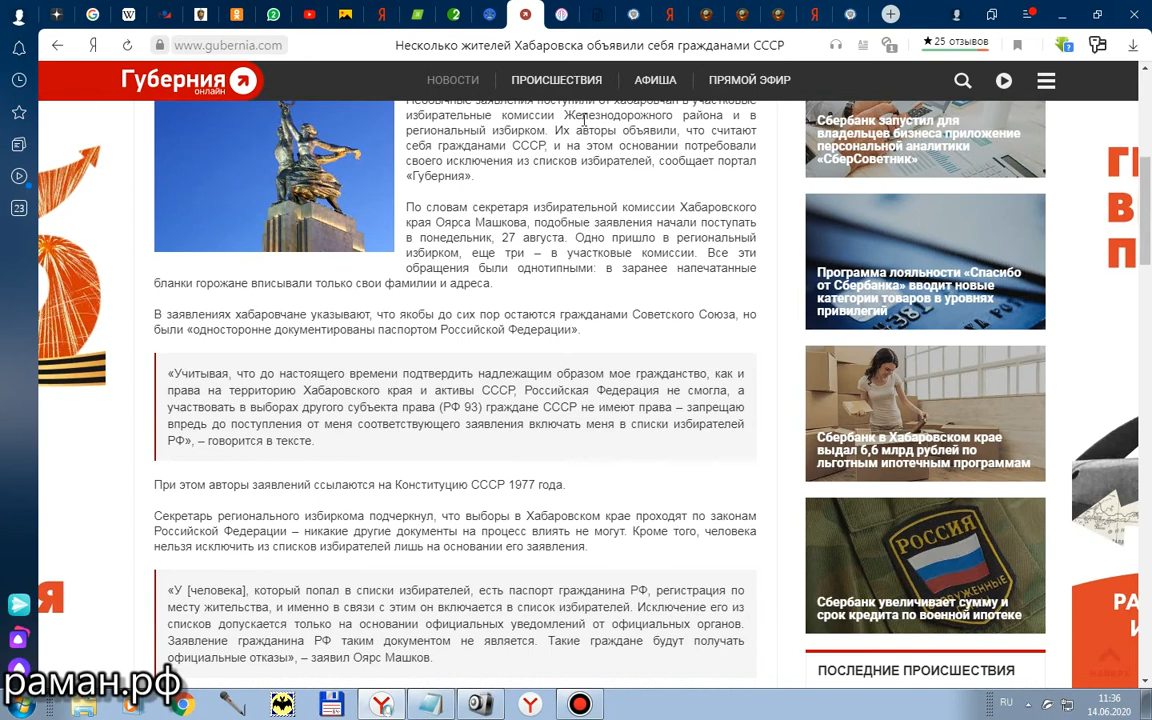 www.gubernia.com
Несколько жителей Хабаровска объявили себя гражданами СССР
★25 отзывов
Губерния
онлайн
НОВОСТИ
ПРОИСШЕСТВИЯ
АФИША
ПРЯМОЙ ЭФИР
Необычные заявления поступили от хабаровчан в участковые
избирательные комиссии Железнодорожного района и в
региональный избирком. Их авторы объявили, что считают
себя гражданами СССР, и на этом основании потребовали
своего исключения из списков избирателей, сообщает портал
«Губерния».
По словам секретаря избирательной комиссии Хабаровского
края Оярса Машкова, подобные заявления начали поступать
в понедельник, 27 августа. Одно пришло в региональный
избирком, еще три – в участковые комиссии. Все эти
обращения были однотипными: в заранее напечатанные
бланки горожане вписывали только свои фамилии и адреса.
В заявлениях хабаровчане указывают, что якобы до сих пор остаются гражданами Советского Союза, но
были «односторонне документированы паспортом Российской Федерации».
«Учитывая, что до настоящего времени подтвердить надлежащим образом мое гражданство, как и
права на территорию Хабаровского края и активы СССР, Российская Федерация не смогла, а
участвовать в выборах другого субъекта права (РФ 93) граждане СССР не имеют права – запрещаю
впредь до поступления от меня соответствующего заявления включать меня в списки избирателей
РФ», – говорится в тексте.
При этом авторы заявлений ссылаются на Конституцию СССР 1977 года.
Секретарь регионального избиркома подчеркнул, что выборы в Хабаровском крае проходят по законам
Российской Федерации – никакие другие документы на процесс влиять не могут. Кроме того, человека
нельзя исключить из списков избирателей лишь на основании его заявления.
«У [человека], который попал в списки избирателей, есть паспорт гражданина РФ, регистрация по
месту жительства, и именно в связи с этим он включается в список избирателей. Исключение его из
списков допускается только на основании официальных уведомлений от официальных органов.
Заявление гражданина РФ таким документом не является. Такие граждане будут получать
официальные отказы», – заявил Оярс Машков.
Сбербанк запустил для
владельцев бизнеса приложение
персональной аналитики
«СберСоветник»
Программа лояльности «Спасибо
от Сбербанка» вводит новые
категории товаров в уровнях
привилегий
Сбербанк в Хабаровском крае
выдал 6,6 млрд рублей по
льготным ипотечным программам
РОССИЯ
Сбербанк увеличивает сумму и
срок кредита по военной ипотеке
ПОСЛЕДНИЕ ПРОИСШЕСТВИЯ
23
раман.рф
RU
11:36
14.06.2020